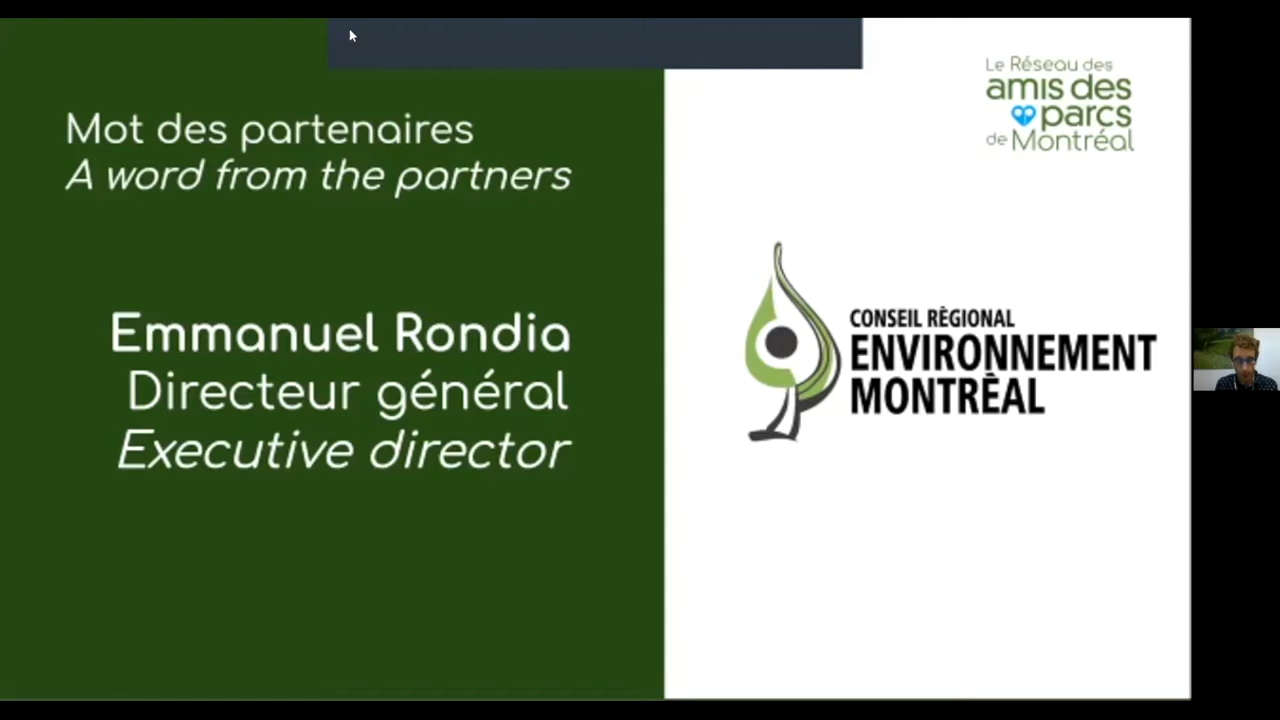 Mot des partenaires
A word from the partners
Emmanuel Rondia
Directeur général
Executive director
Le Réseau des
amis des
parcs
de Montréal
CONSEIL RÉGIONAL
ENVIRONNEMENT
MONTRÉAL